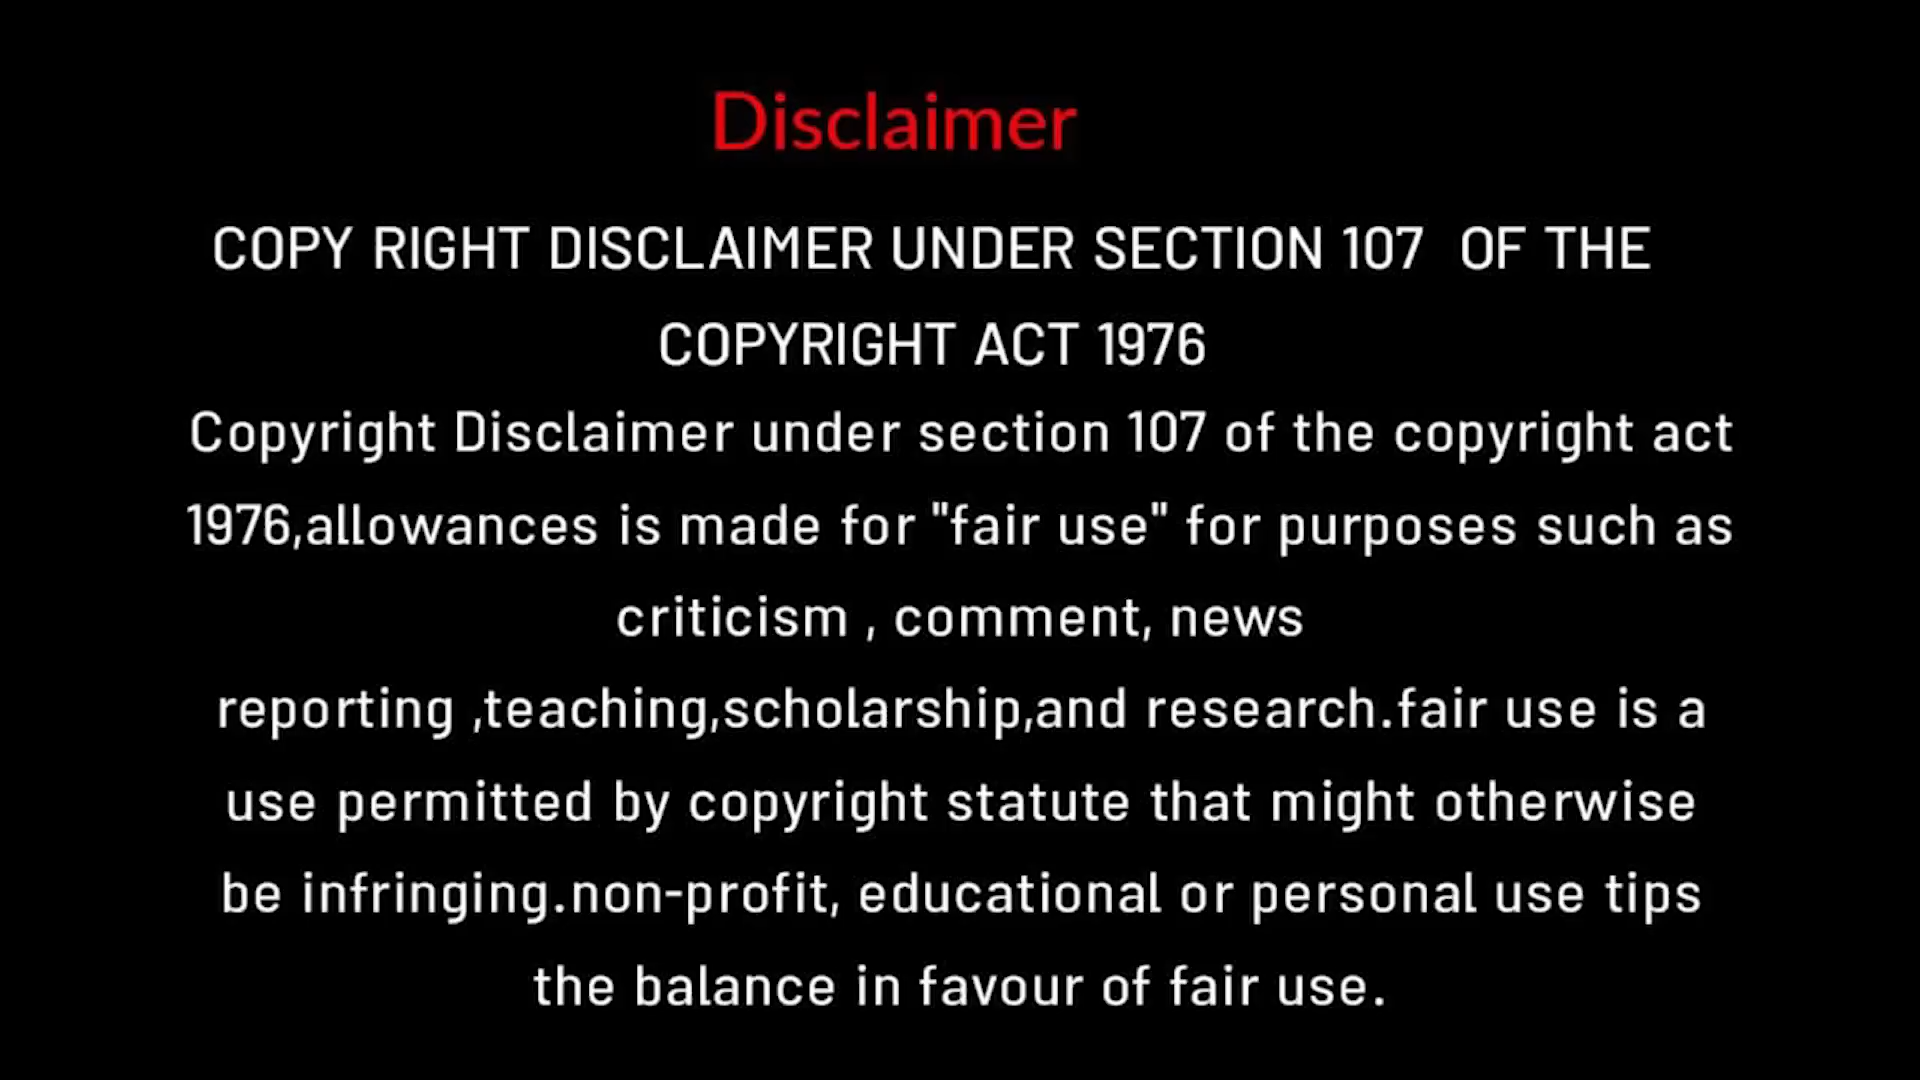 Disclaimer
COPY RIGHT DISCLAIMER UNDER SECTION 107 OF THE
COPYRIGHT ACT 1976
Copyright Disclaimer under section 107 of the copyright act
1976,allowances is made for "fair use" for purposes such as
criticism , comment, news
reporting ,teaching,scholarship,and research.fair use is a
use permitted by copyright statute that might otherwise
be infringing.non-profit, educational or personal use tips
the balance in favour of fair use.